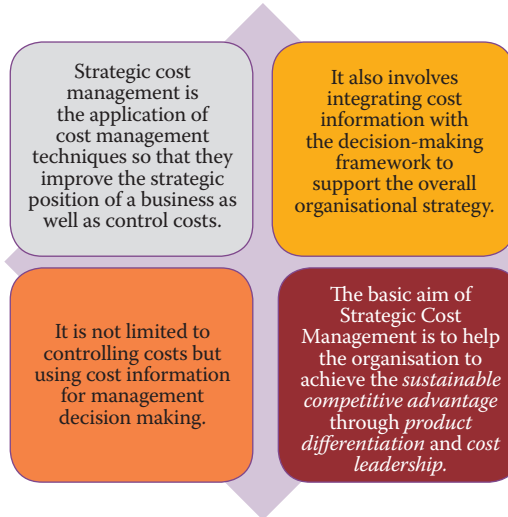 Strategic cost
management is
the application of
cost management
techniques so that they
improve the strategic
position of a business as
well as control costs.
It also involves
integrating cost
information with
the decision-making
framework to
support the overall
organisational strategy.
It is not limited to
controlling costs but
using cost information
for management
decision making.
The basic aim of
Strategic Cost
Management is to help
the organisation to
achieve the sustainable
competitive advantage
through product
differentiation and cost
leadership.